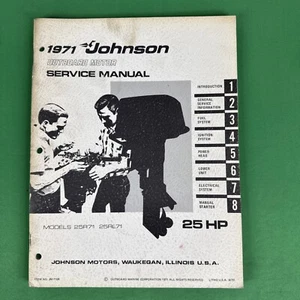 1971 Johnson
OUTBOARD MOTOR
SERVICE MANUAL
INTRODUCTION 1
GENERAL SERVICE INFORMATION 2
FUEL SYSTEM 3
IGNITION SYSTEM 4
POWER HEAD 5
LOWER UNIT 6
ELECTRICAL SYSTEM 7
MANUAL STARTER 8
MODELS 25R71 25RL71
25 HP
JOHNSON MOTORS, WAUKEGAN, ILLINOIS U.S.A.